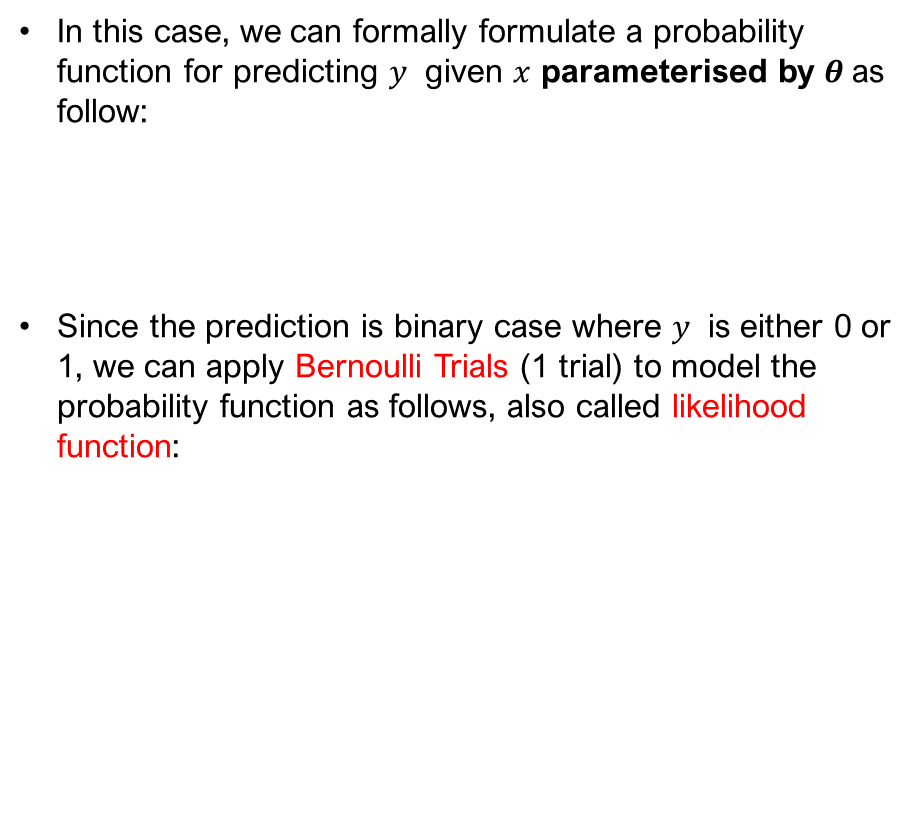 • In this case, we can formally formulate a probability
function for predicting 𝑦 given 𝑥 parameterised by 𝜽 as
follow:
• Since the prediction is binary case where 𝑦 is either 0 or
1, we can apply Bernoulli Trials (1 trial) to model the
probability function as follows, also called likelihood
function: